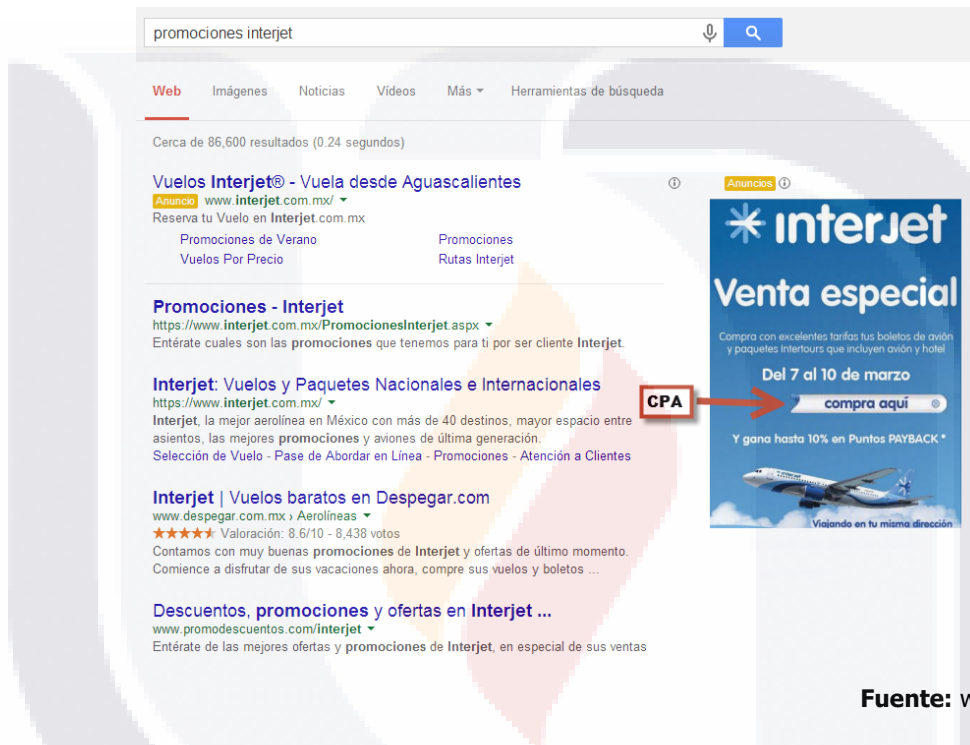 promociones interjet
Web Imágenes Noticias Vídeos Más Herramientas de búsqueda
Cerca de 86,600 resultados (0.24 segundos)
Vuelos Interjet® - Vuela desde Aguascalientes
Anuncio www.interjet.com.mx/
Reserva tu Vuelo en Interjet.com.mx
Promociones de Verano Promociones
Vuelos Por Precio Rutas Interjet
Promociones - Interjet
https://www.interjet.com.mx/PromocionesInterjet.aspx
Entérate cuales son las promociones que tenemos para ti por ser cliente Interjet.
Interjet: Vuelos y Paquetes Nacionales e Internacionales
https://www.interjet.com.mx/
Interjet, la mejor aerolínea en México con más de 40 destinos, mayor espacio entre
asientos, las mejores promociones y aviones de última generación.
Selección de Vuelo - Pase de Abordar en Línea - Promociones - Atención a Clientes
Interjet | Vuelos baratos en Despegar.com
www.despegar.com.mx › Aerolíneas
Valoración: 8.6/10 - 8,438 votos
Contamos con muy buenas promociones de Interjet y ofertas de último momento.
Comience a disfrutar de sus vacaciones ahora, compre sus vuelos y boletos ...
Descuentos, promociones y ofertas en Interjet ...
www.promodescuentos.com/interjet
Entérate de las mejores ofertas y promociones de Interjet, en especial de sus ventas
Anuncios
interjet
Venta especial
Compra con excelentes tarifas tus boletos de avión
y paquetes Intertours que incluyen avión y hotel
Del 7 al 10 de marzo
CPA
compra aquí
Y gana hasta 10% en Puntos PAYBACK *
Viajando en tu misma dirección
Fuente: w